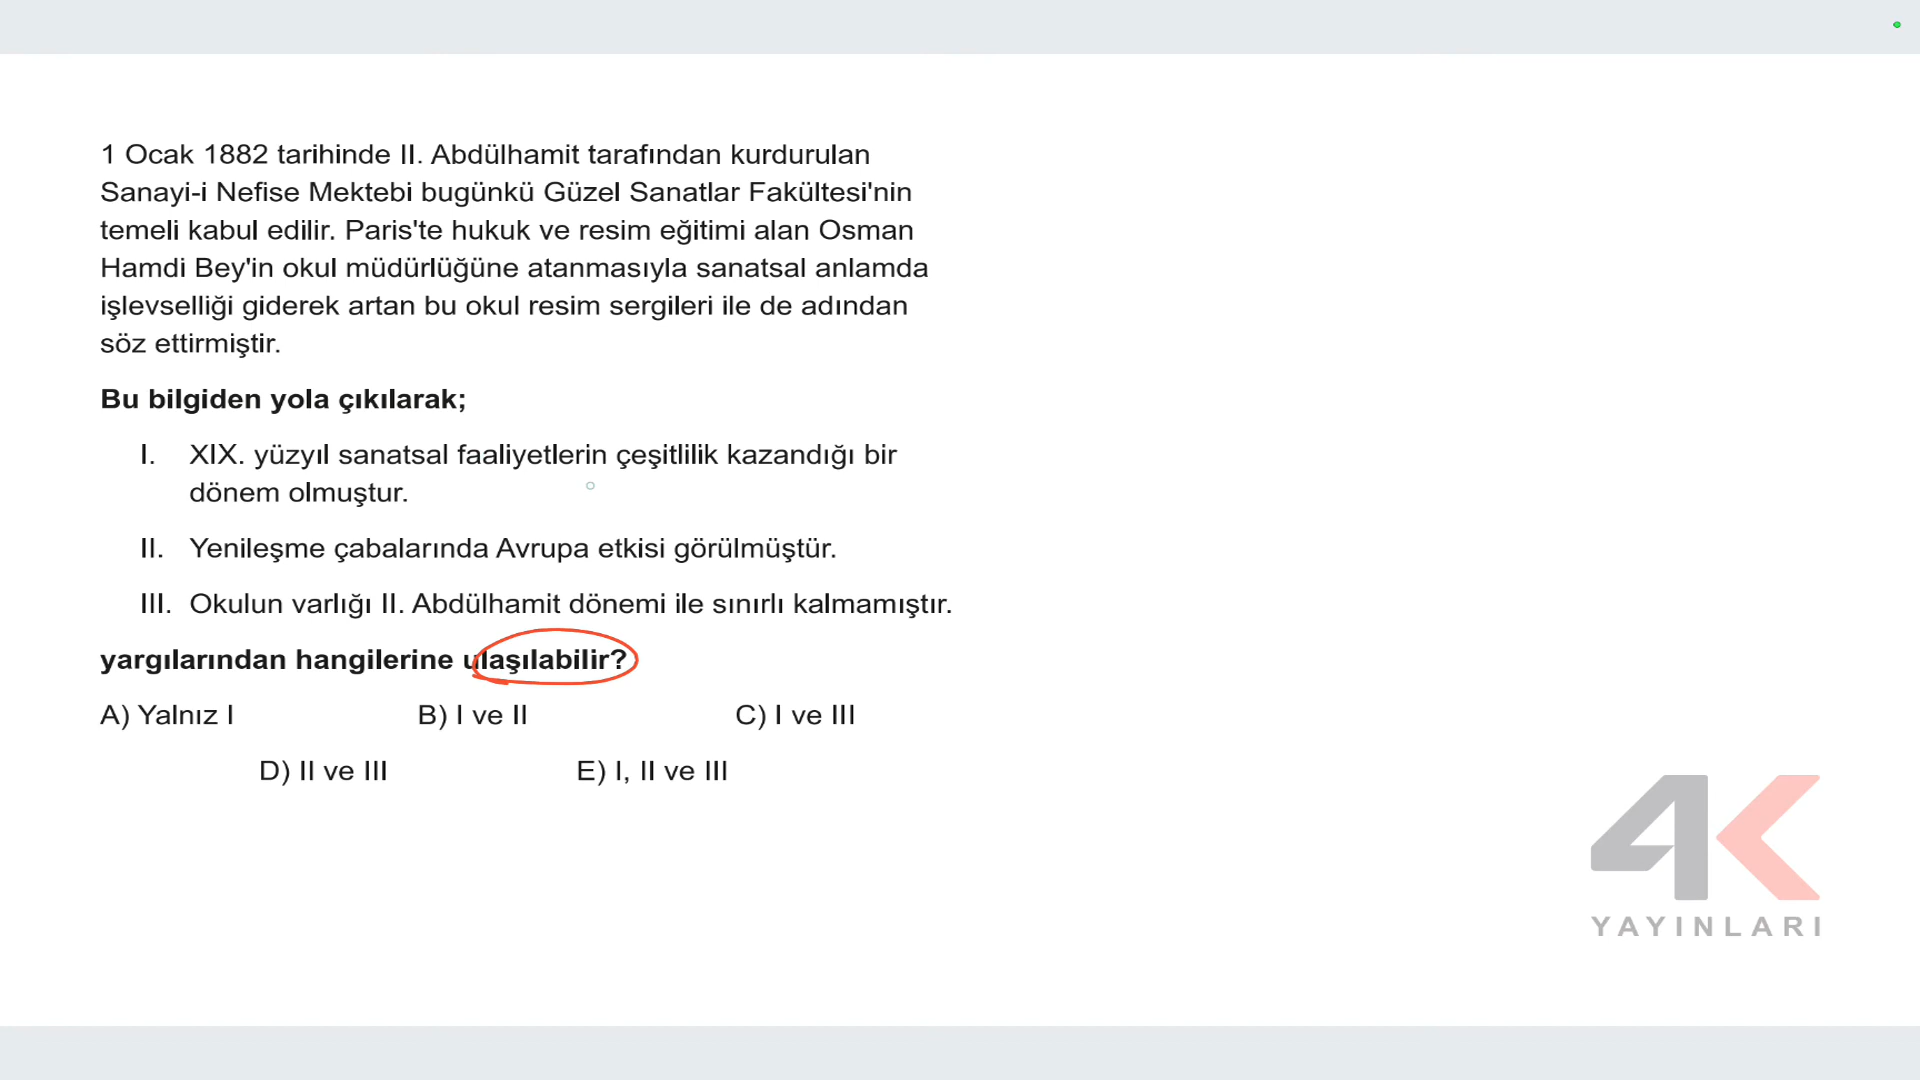 1 Ocak 1882 tarihinde II. Abdülhamit tarafından kurdurulan
Sanayi-i Nefise Mektebi bugünkü Güzel Sanatlar Fakültesi'nin
temeli kabul edilir. Paris'te hukuk ve resim eğitimi alan Osman
Hamdi Bey'in okul müdürlüğüne atanmasıyla sanatsal anlamda
işlevselliği giderek artan bu okul resim sergileri ile de adından
söz ettirmiştir.
Bu bilgiden yola çıkılarak;
I. XIX. yüzyıl sanatsal faaliyetlerin çeşitlilik kazandığı bir
dönem olmuştur.
II. Yenileşme çabalarında Avrupa etkisi görülmüştür.
III. Okulun varlığı II. Abdülhamit dönemi ile sınırlı kalmamıştır.
yargılarından hangilerine ulaşılabilir?
A) Yalnız I B) I ve II C) I ve III
D) II ve III E) I, II ve III
4K
YAYINLARI